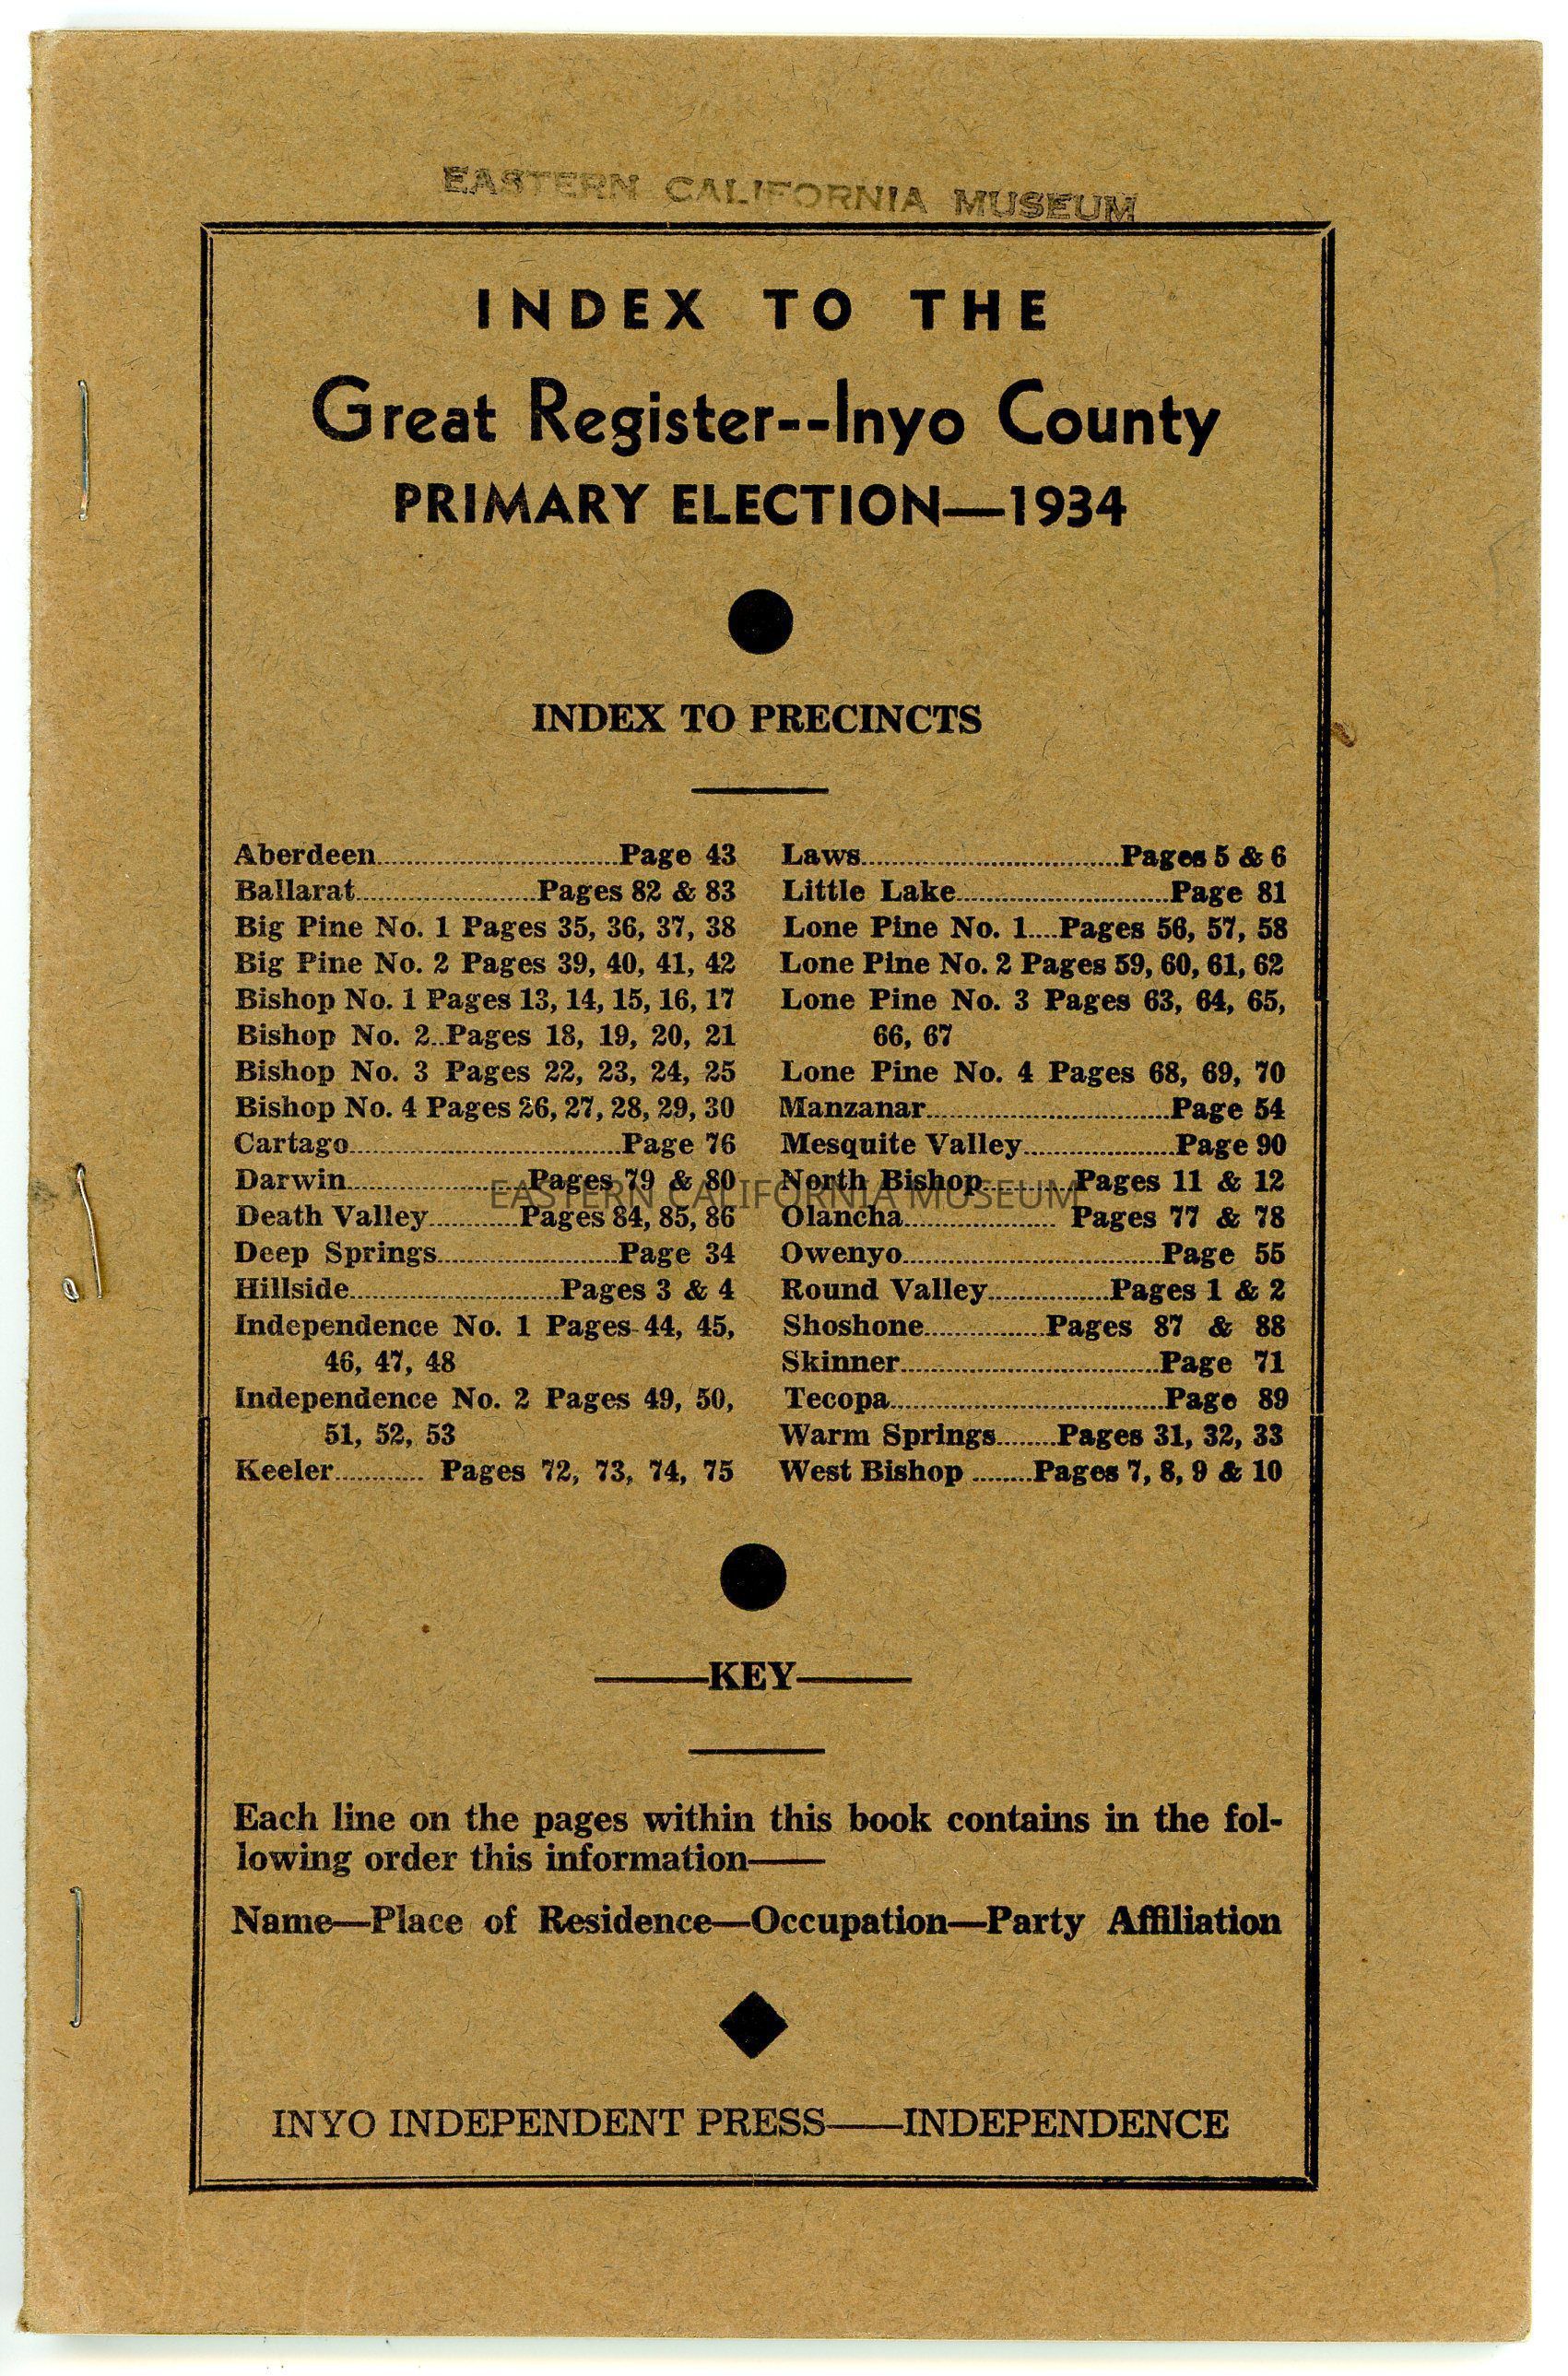 EASTERN CALIFORNIA MUSEUM
INDEX TO THE
Great Register--Inyo County
PRIMARY ELECTION—1934
INDEX TO PRECINCTS
Aberdeen..............................Page 43
Ballarat........................Pages 82 & 83
Big Pine No. 1 Pages 35, 36, 37, 38
Big Pine No. 2 Pages 39, 40, 41, 42
Bishop No. 1 Pages 13, 14, 15, 16, 17
Bishop No. 2..Pages 18, 19, 20, 21
Bishop No. 3 Pages 22, 23, 24, 25
Bishop No. 4 Pages 26, 27, 28, 29, 30
Cartago..................................Page 76
Darwin........................Pages 79 & 80
Death Valley............Pages 84, 85, 86
Deep Springs........................Page 34
Hillside............................Pages 3 & 4
Independence No. 1 Pages 44, 45,
46, 47, 48
Independence No. 2 Pages 49, 50,
51, 52, 53
Keeler............ Pages 72, 73, 74, 75
Laws..................................Pages 5 & 6
Little Lake............................Page 81
Lone Pine No. 1....Pages 56, 57, 58
Lone Pine No. 2 Pages 59, 60, 61, 62
Lone Pine No. 3 Pages 63, 64, 65,
66, 67
Lone Pine No. 4 Pages 68, 69, 70
Manzanar................................Page 54
Mesquite Valley....................Page 90
North Bishop............Pages 11 & 12
Olancha.................... Pages 77 & 78
Owenyo..................................Page 55
Round Valley................Pages 1 & 2
Shoshone................Pages 87 & 88
Skinner..................................Page 71
Tecopa....................................Page 89
Warm Springs........Pages 31, 32, 33
West Bishop ........Pages 7, 8, 9 & 10
EASTERN CALIFORNIA MUSEUM
——KEY——
Each line on the pages within this book contains in the fol-
lowing order this information——
Name—Place of Residence—Occupation—Party Affiliation
INYO INDEPENDENT PRESS——INDEPENDENCE